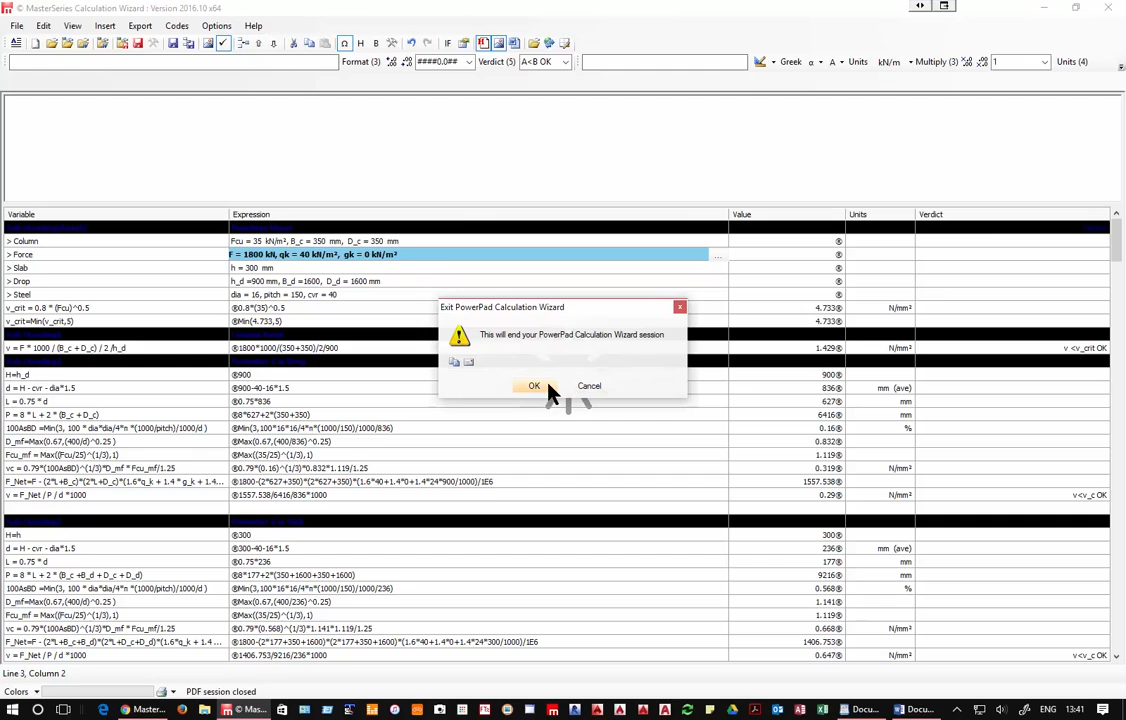 © MasterSeries Calculation Wizard : Version 2016.10 x64
File Edit View Insert Export Codes Options Help
Ω H B IF
Format (3) ####0.0## Verdict (5) A<B OK Greek α A Units kN/m Multiply (3) 1 Units (4)
Variable Expression Value Units Verdict
> Column Fcu = 35 kN/m², B_c = 350 mm, D_c = 350 mm ®
> Force F = 1800 kN, qk = 40 kN/m², gk = 0 kN/m² ... ®
> Slab h = 300 mm ®
> Drop h_d =900 mm, B_d =1600, D_d = 1600 mm ®
> Steel dia = 16, pitch = 150, cvr = 40 ®
v_crit = 0.8 * (Fcu)^0.5 ®0.8*(35)^0.5 4.733® N/mm²
v_crit=Min(v_crit,5) ®Min(4.733,5) 4.733® N/mm²
v = F * 1000 / (B_c + D_c) / 2 /h_d ®1800*1000/(350+350)/2/900 1.429® N/mm² v <v_crit OK
H=h_d ®900 900®
d = H - cvr - dia*1.5 ®900-40-16*1.5 836® mm (ave)
L = 0.75 * d ®0.75*836 627® mm
P = 8 * L + 2 * (B_c + D_c) ®8*627+2*(350+350) 6416® mm
100AsBD =Min(3, 100 * dia*dia/4*π *(1000/pitch)/1000/d ) ®Min(3,100*16*16/4*π*(1000/150)/1000/836) 0.16® %
D_mf=Max(0.67,(400/d)^0.25 ) ®Max(0.67,(400/836)^0.25) 0.832®
Fcu_mf = Max((Fcu/25)^(1/3),1) ®Max((35/25)^(1/3),1) 1.119®
vc = 0.79*(100AsBD)^(1/3)*D_mf * Fcu_mf/1.25 ®0.79*(0.16)^(1/3)*0.832*1.119/1.25 0.319® N/mm²
F_Net=F - (2*L+B_c)*(2*L+D_c)*(1.6*q_k + 1.4 * g_k+1.4... ®1800-(2*627+350)*(2*627+350)*(1.6*40+1.4*0+1.4*24*900/1000)/1E6 1557.538®
v = F_Net / P / d *1000 ®1557.538/6416/836*1000 0.29® N/mm² v<v_c OK
H=h ®300 300®
d = H - cvr - dia*1.5 ®300-40-16*1.5 236® mm (ave)
L = 0.75 * d ®0.75*236 177® mm
P = 8 * L + 2 * (B_c +B_d + D_c + D_d) ®8*177+2*(350+1600+350+1600) 9216® mm
100AsBD =Min(3, 100 * dia*dia/4*π *(1000/pitch)/1000/d ) ®Min(3,100*16*16/4*π*(1000/150)/1000/236) 0.568® %
D_mf=Max(0.67,(400/d)^0.25 ) ®Max(0.67,(400/236)^0.25) 1.141®
Fcu_mf = Max((Fcu/25)^(1/3),1) ®Max((35/25)^(1/3),1) 1.119®
vc = 0.79*(100AsBD)^(1/3)*D_mf * Fcu_mf/1.25 ®0.79*(0.568)^(1/3)*1.141*1.119/1.25 0.668® N/mm²
F_Net=F - (2*L+B_c+B_d)*(2*L+D_c+D_d)*(1.6*q_k + 1.4... ®1800-(2*177+350+1600)*(2*177+350+1600)*(1.6*40+1.4*0+1.4*24*300/1000)/1E6 1406.753®
v = F_Net / P / d *1000 ®1406.753/9216/236*1000 0.647® N/mm² v<v_c OK
Exit PowerPad Calculation Wizard x
This will end your PowerPad Calculation Wizard session
OK Cancel
Line 3, Column 2
Colors PDF session closed
Master... © Mas... Docu... Docu... 13:41